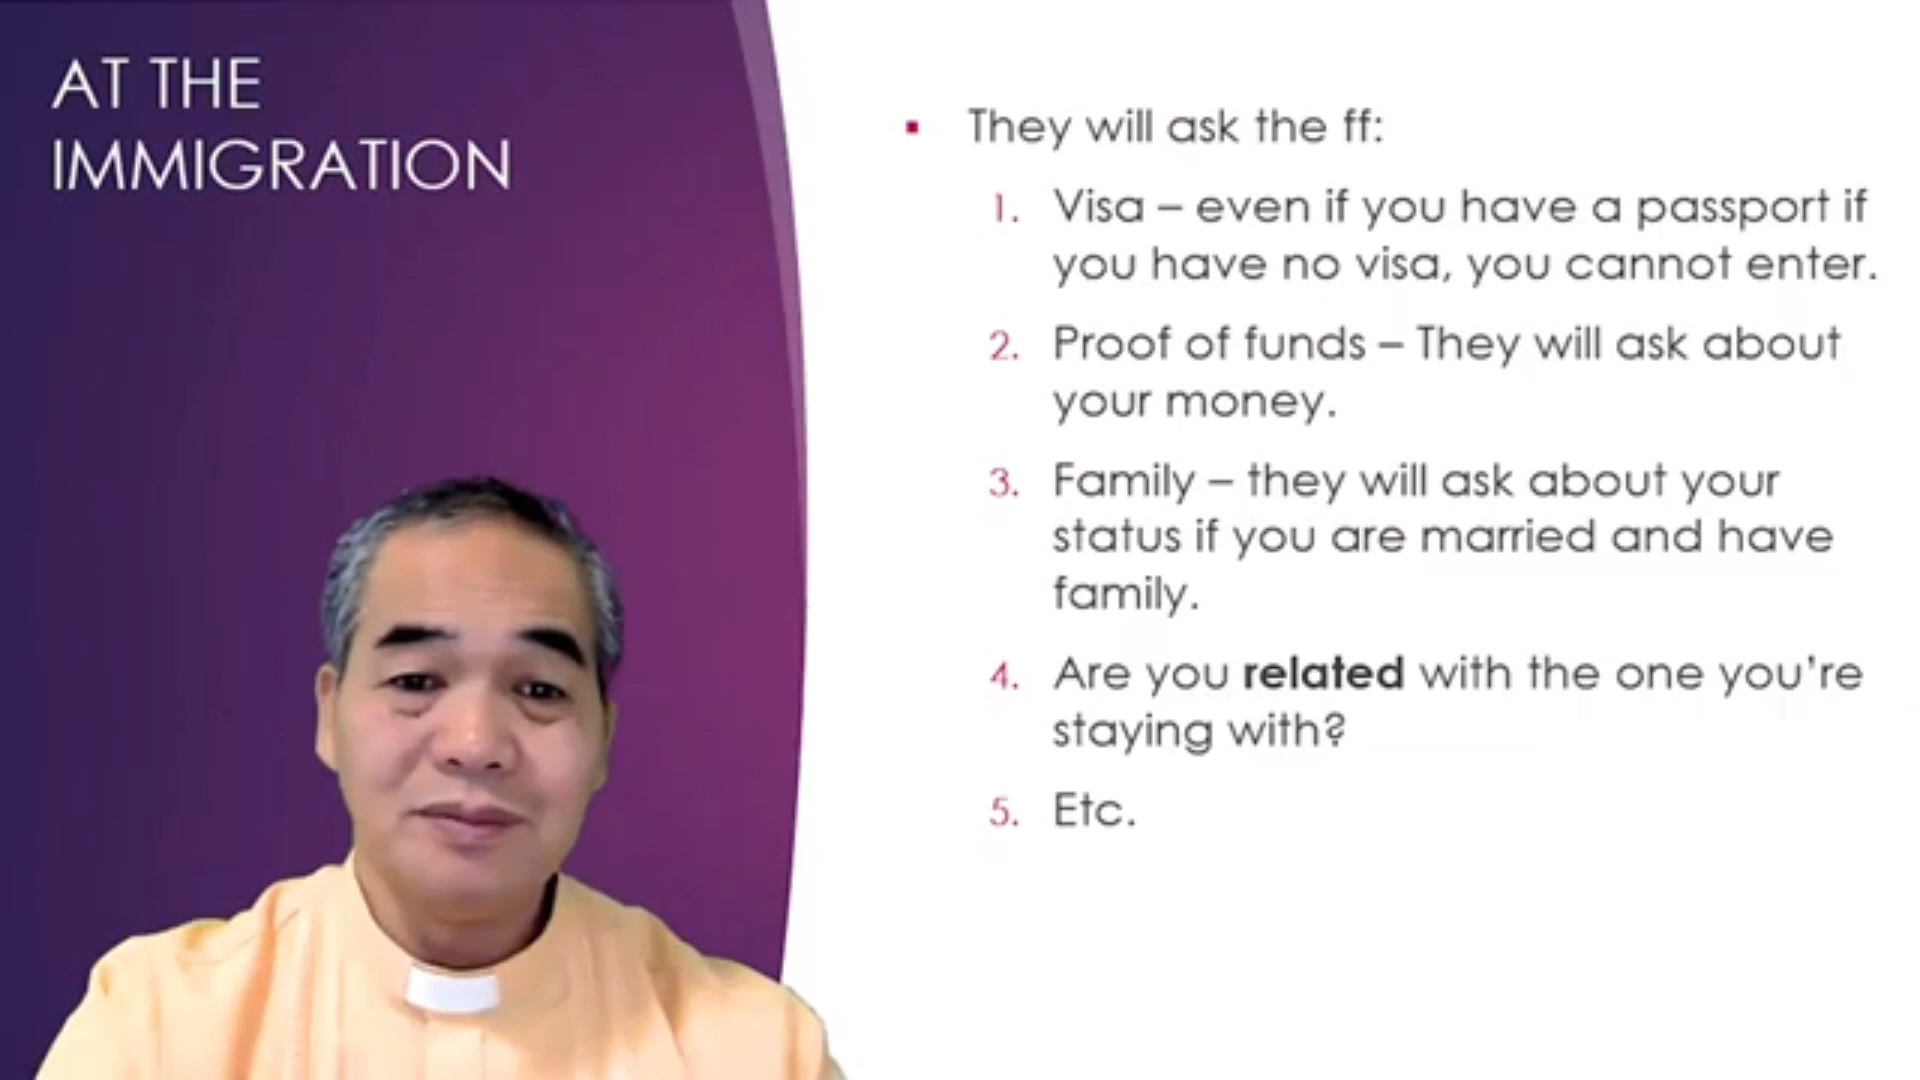 AT THE
IMMIGRATION
▪ They will ask the ff:
1. Visa – even if you have a passport if
you have no visa, you cannot enter.
2. Proof of funds – They will ask about
your money.
3. Family – they will ask about your
status if you are married and have
family.
4. Are you related with the one you're
staying with?
5. Etc.